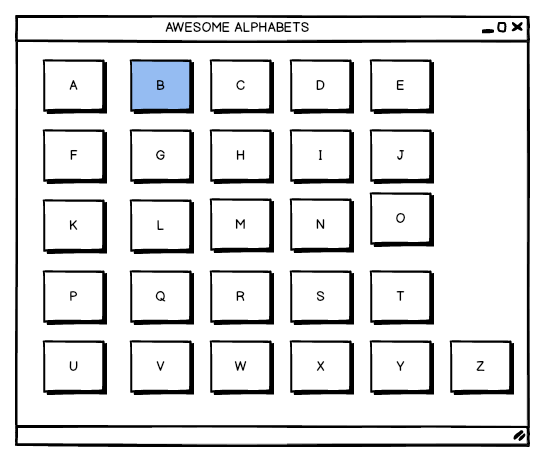 AWESOME ALPHABETS
A B C D E
F G H I J
K L M N O
P Q R S T
U V W X Y Z